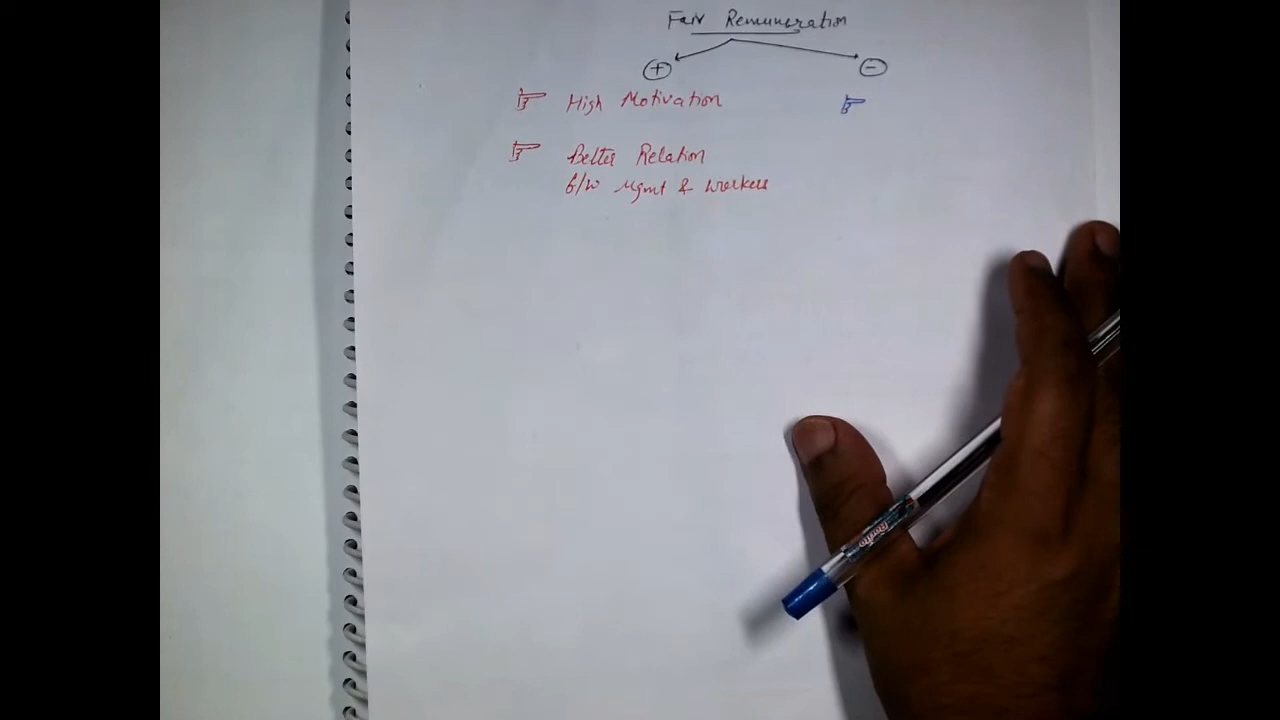 Fair Remuneration
+ -
High Motivation
Better Relation
b/w Mgmt & workers